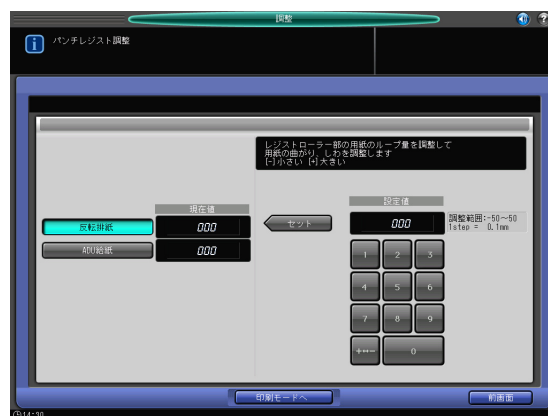 調整
パンチレジスト調整
レジストローラー部の用紙のループ量を調整して
用紙の曲がり、しわを調整します
[-]小さい [+]大きい
現在値
設定値
反転排紙
000
セット
000
調整範囲:-50~50
1step = 0.1mm
ADU給紙
000
1
2
3
4
5
6
7
8
9
+↔-
0
印刷モードへ
前画面
14:30